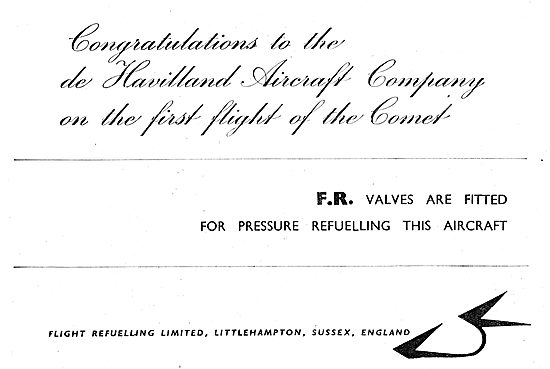 Congratulations to the
de Havilland Aircraft Company
on the first flight of the Comet
F.R. VALVES ARE FITTED
FOR PRESSURE REFUELLING THIS AIRCRAFT
FLIGHT REFUELLING LIMITED, LITTLEHAMPTON, SUSSEX, ENGLAND